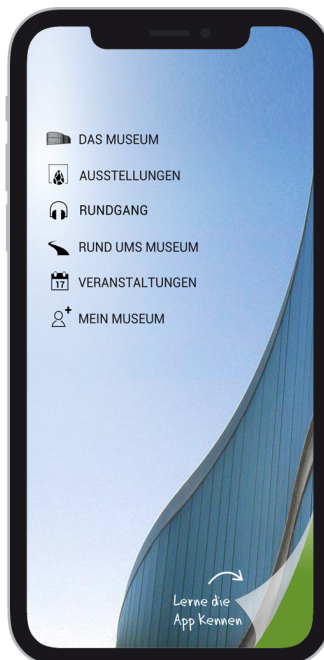 DAS MUSEUM
AUSSTELLUNGEN
RUNDGANG
RUND UMS MUSEUM
17
VERANSTALTUNGEN
MEIN MUSEUM
Lerne die
App Kennen